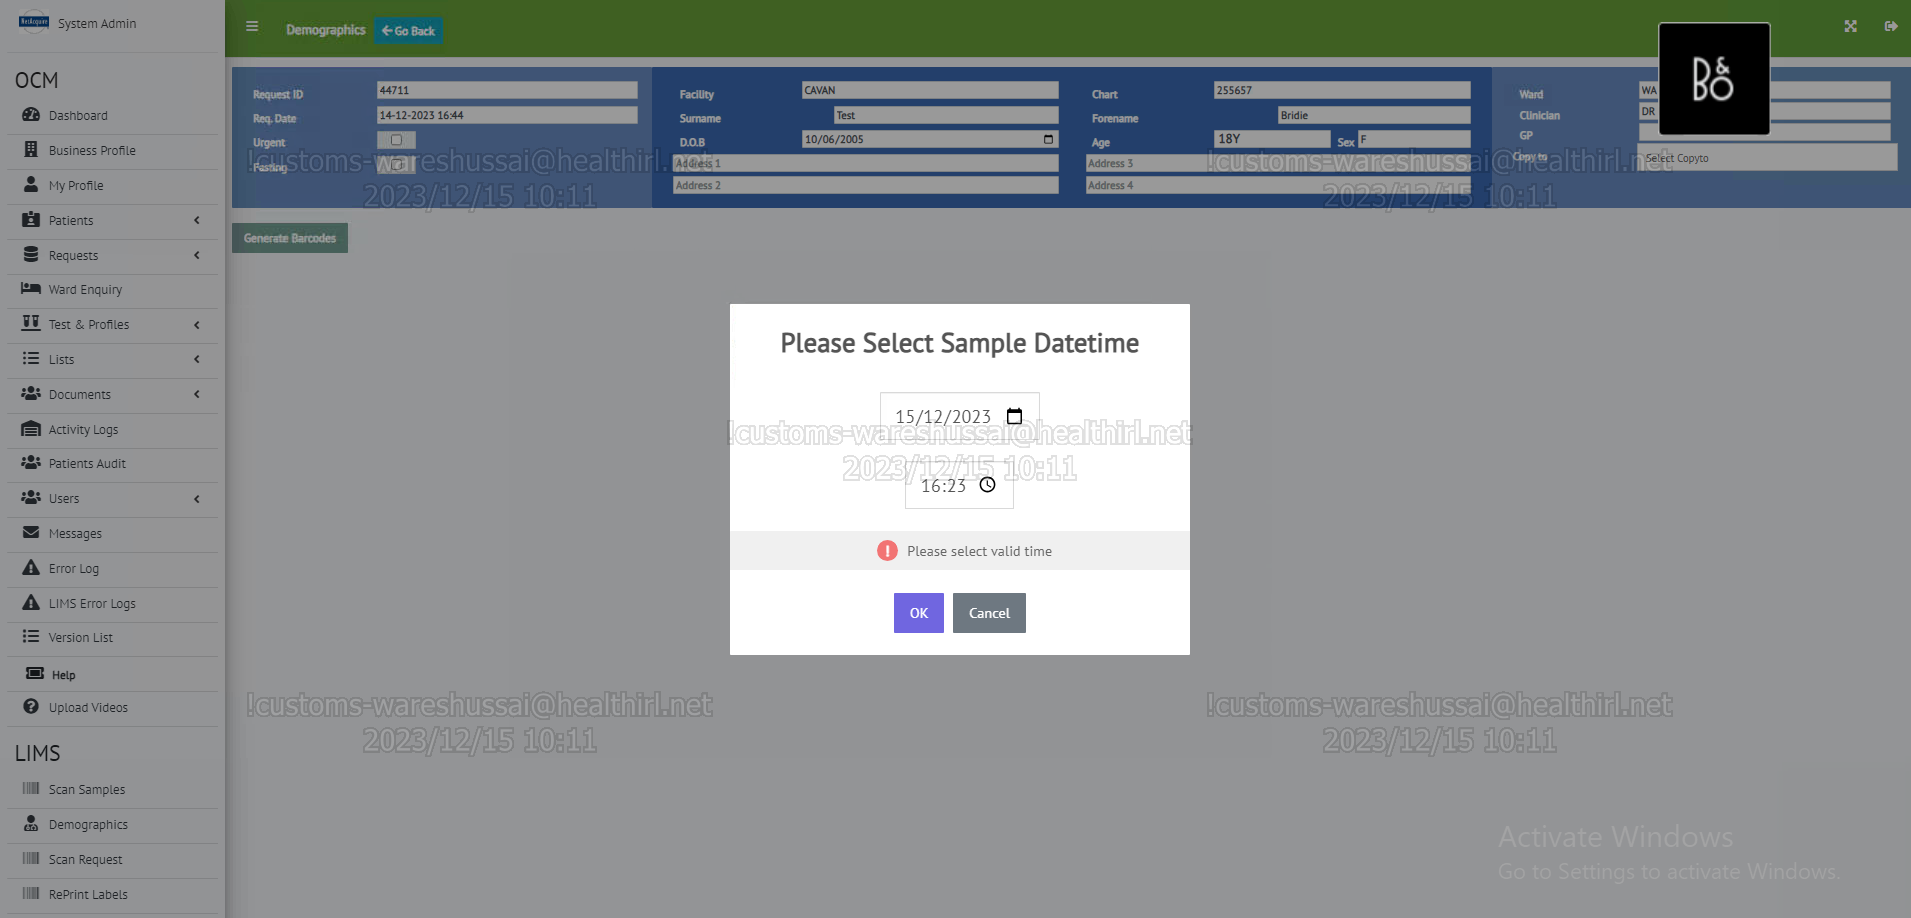 NetAcquire
System Admin
Demographics
Go Back
B&O
OCM
Dashboard
Business Profile
My Profile
Patients
Requests
Ward Enquiry
Test & Profiles
Lists
Documents
Activity Logs
Patients Audit
Users
Messages
Error Log
LIMS Error Logs
Version List
Help
Upload Videos
LIMS
Scan Samples
Demographics
Scan Request
RePrint Labels
Request ID 44711
Req. Date 14-12-2023 16:44
Urgent
Fasting
Facility CAVAN
Surname Test
D.O.B 10/06/2005
Address 1
Address 2
Chart 255657
Forename Bridie
Age 18Y Sex F
Address 3
Address 4
Ward WA
Clinician DR
GP
Copy to Select Copyto
!customs-wareshussai@healthirl.net
2023/12/15 10:11
!customs-wareshussai@healthirl.net
2023/12/15 10:11
Generate Barcodes
Please Select Sample Datetime
15/12/2023
!customs-wareshussai@healthirl.net
2023/12/15 10:11
16:23
! Please select valid time
OK Cancel
!customs-wareshussai@healthirl.net
2023/12/15 10:11
!customs-wareshussai@healthirl.net
2023/12/15 10:11
Activate Windows
Go to Settings to activate Windows.